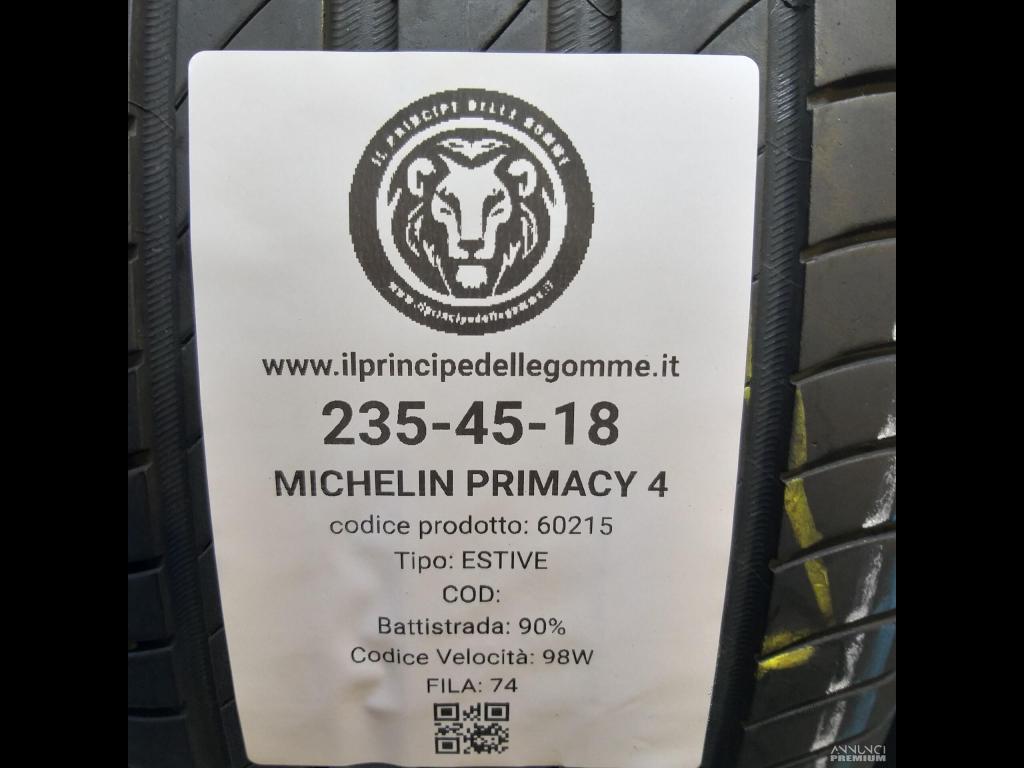 IL PRINCIPE DELLE GOMME
www.ilprincipedellegomme.it
www.ilprincipedellegomme.it
235-45-18
MICHELIN PRIMACY 4
codice prodotto: 60215
Tipo: ESTIVE
COD:
Battistrada: 90%
Codice Velocità: 98W
FILA: 74
ANNUNCI
PREMIUM